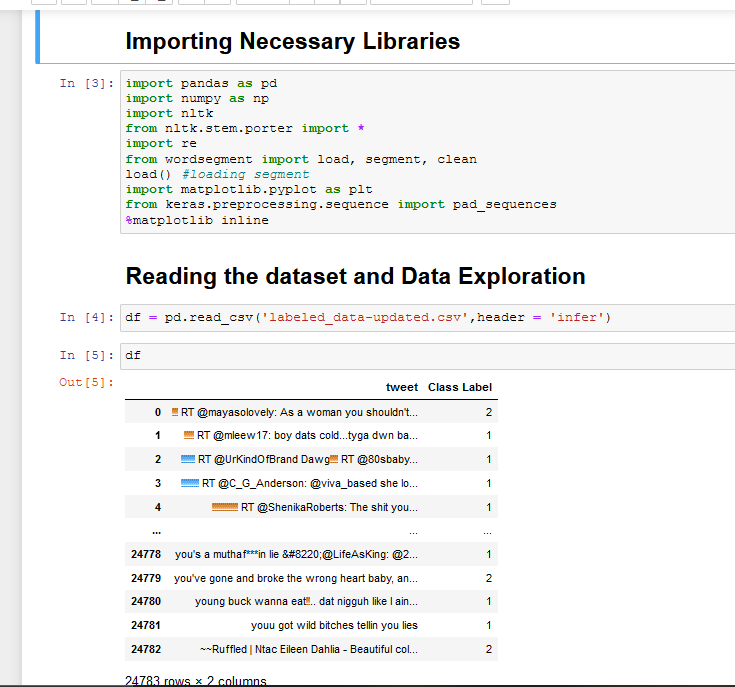 Importing Necessary Libraries
In [3]:
import pandas as pd
import numpy as np
import nltk
from nltk.stem.porter import *
import re
from wordsegment import load, segment, clean
load() #loading segment
import matplotlib.pyplot as plt
from keras.preprocessing.sequence import pad_sequences
%matplotlib inline
Reading the dataset and Data Exploration
In [4]: df = pd.read_csv('labeled_data-updated.csv',header = 'infer')
In [5]: df
Out[5]:
tweet Class Label
0 RT @mayasolovely: As a woman you shouldn't... 2
1 RT @mleew17: boy dats cold...tyga dwn ba... 1
2 RT @UrKindOfBrand Dawg RT @80sbaby... 1
3 RT @C_G_Anderson: @viva_based she lo... 1
4 RT @ShenikaRoberts: The shit you... 1
... ... ...
24778 you's a muthaf***in lie &#8220;@LifeAsKing: @2... 1
24779 you've gone and broke the wrong heart baby, an... 2
24780 young buck wanna eat!!.. dat nigguh like I ain... 1
24781 youu got wild bitches tellin you lies 1
24782 ~~Ruffled | Ntac Eileen Dahlia - Beautiful col... 2
24783 rows × 2 columns